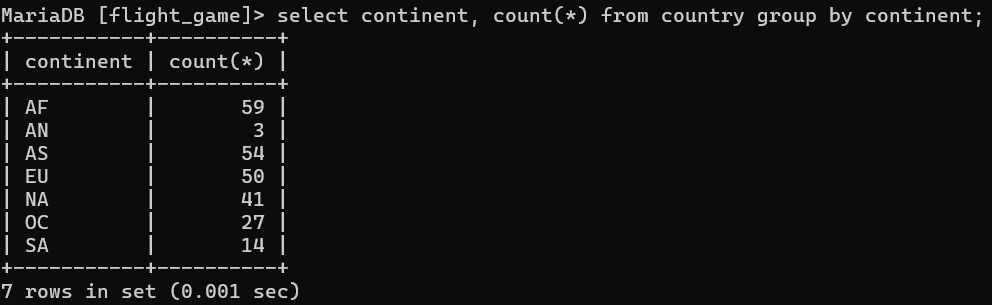 MariaDB [flight_game]> select continent, count(*) from country group by continent;
+-----------+----------+
| continent | count(*) |
+-----------+----------+
| AF        |       59 |
| AN        |        3 |
| AS        |       54 |
| EU        |       50 |
| NA        |       41 |
| OC        |       27 |
| SA        |       14 |
+-----------+----------+
7 rows in set (0.001 sec)